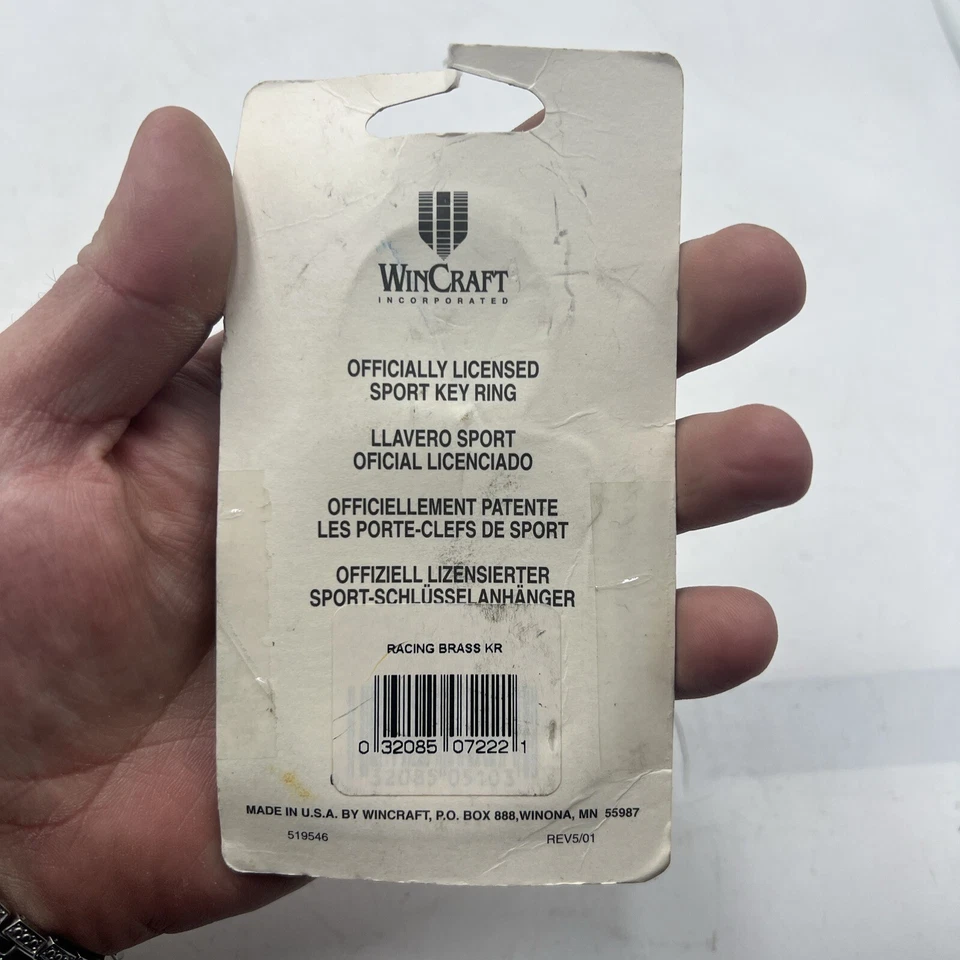 WINCRAFT
INCORPORATED
OFFICIALLY LICENSED
SPORT KEY RING
LLAVERO SPORT
OFICIAL LICENCIADO
OFFICIELLEMENT PATENTE
LES PORTE-CLEFS DE SPORT
OFFIZIELL LIZENSIERTER
SPORT-SCHLÜSSELANHÄNGER
RACING BRASS KR
0 32085 07222 1
32085 05103
MADE IN U.S.A. BY WINCRAFT, P.O. BOX 888,WINONA, MN 55987
519546 REV5/01